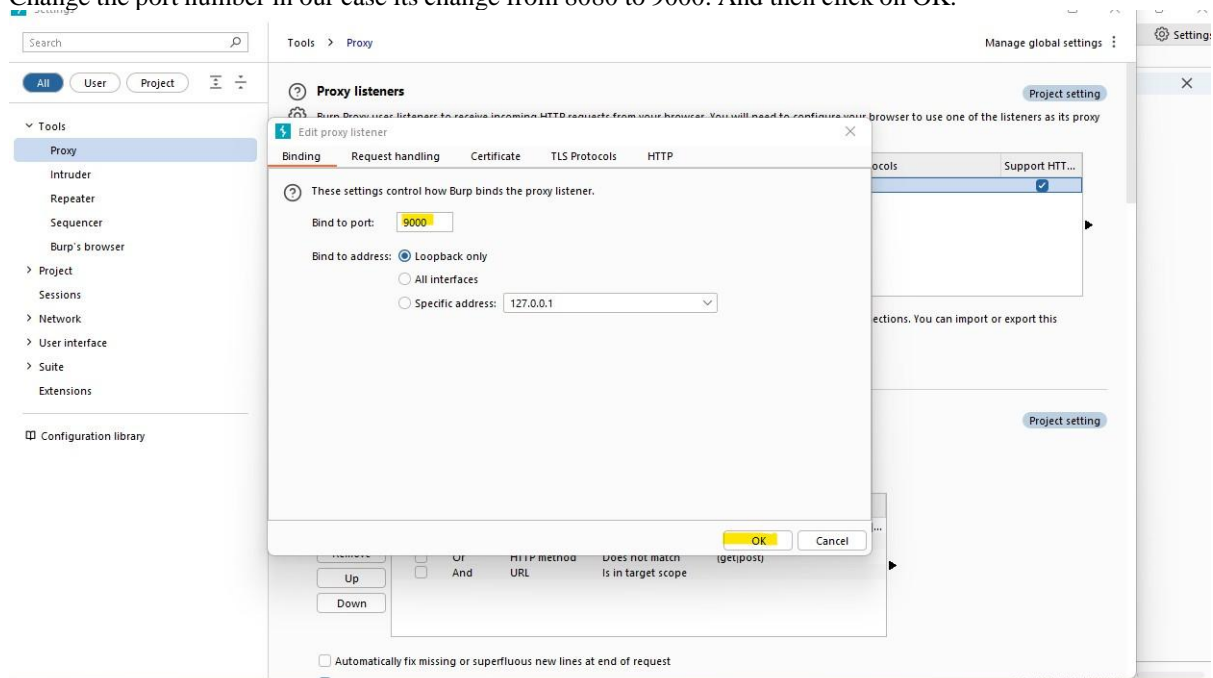 Change the port number in our case its change from 8080 to 9000. And then click on OK.
Settings
Search
Tools > Proxy
Manage global settings
Settings
All User Project
Proxy listeners
Project setting
Burp Proxy uses listeners to receive incoming HTTP requests from your browser. You will need to configure your browser to use one of the listeners as its proxy
Tools
Proxy
Intruder
Repeater
Sequencer
Burp's browser
Project
Sessions
Network
User interface
Suite
Extensions
Configuration library
Edit proxy listener
Binding Request handling Certificate TLS Protocols HTTP
These settings control how Burp binds the proxy listener.
Bind to port: 9000
Bind to address: Loopback only
All interfaces
Specific address: 127.0.0.1
OK Cancel
ocols Support HTT...
ections. You can import or export this
Project setting
Remove Or HTTP method Does not match (get|post)
Up And URL Is in target scope
Down
Automatically fix missing or superfluous new lines at end of request